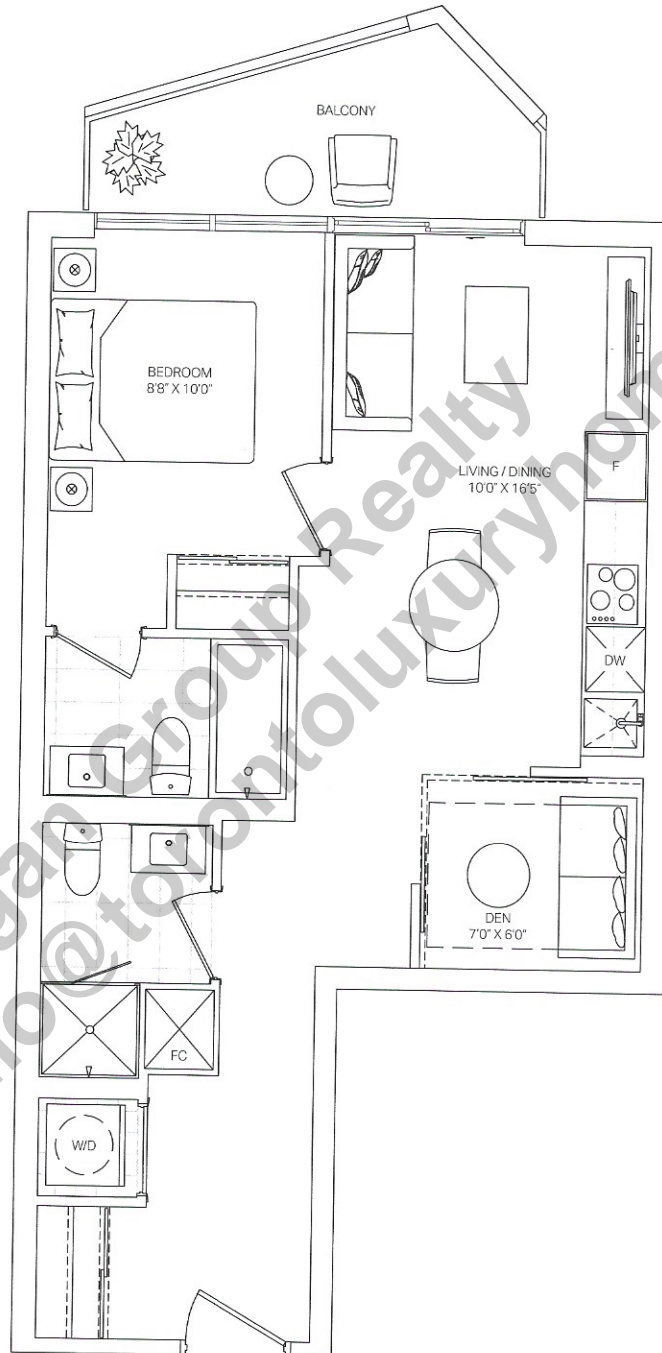 BALCONY
BEDROOM
8'8" X 10'0"
LIVING / DINING
10'0" X 16'5"
F
DW
DEN
7'0" X 6'0"
FC
W/D
Group Realty